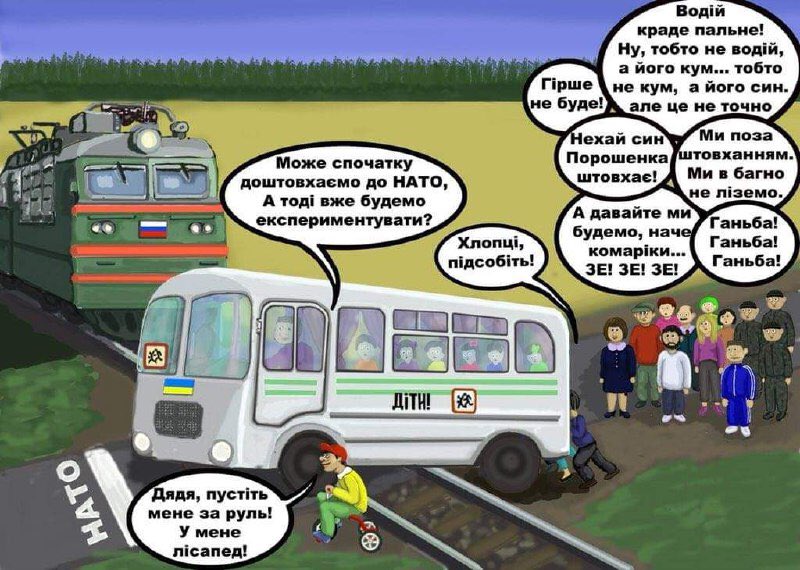 Водій
краде пальне!
Ну, тобто не водій,
а його кум... тобто
не кум, а його син.
але це не точно
Гірше
не буде!
Нехай син
Порошенка
штовхає!
Ми поза
штовханням.
Ми в багно
не ліземо.
А давайте ми
будемо, наче
комаріки...
ЗЕ! ЗЕ! ЗЕ!
Ганьба!
Ганьба!
Ганьба!
Може спочатку
доштовхаємо до НАТО,
А тоді вже будемо
експериментувати?
Хлопці,
підсобіть!
ДіТИ!
НАТО
Дядя, пустіть
мене за руль!
У мене
лісапед!